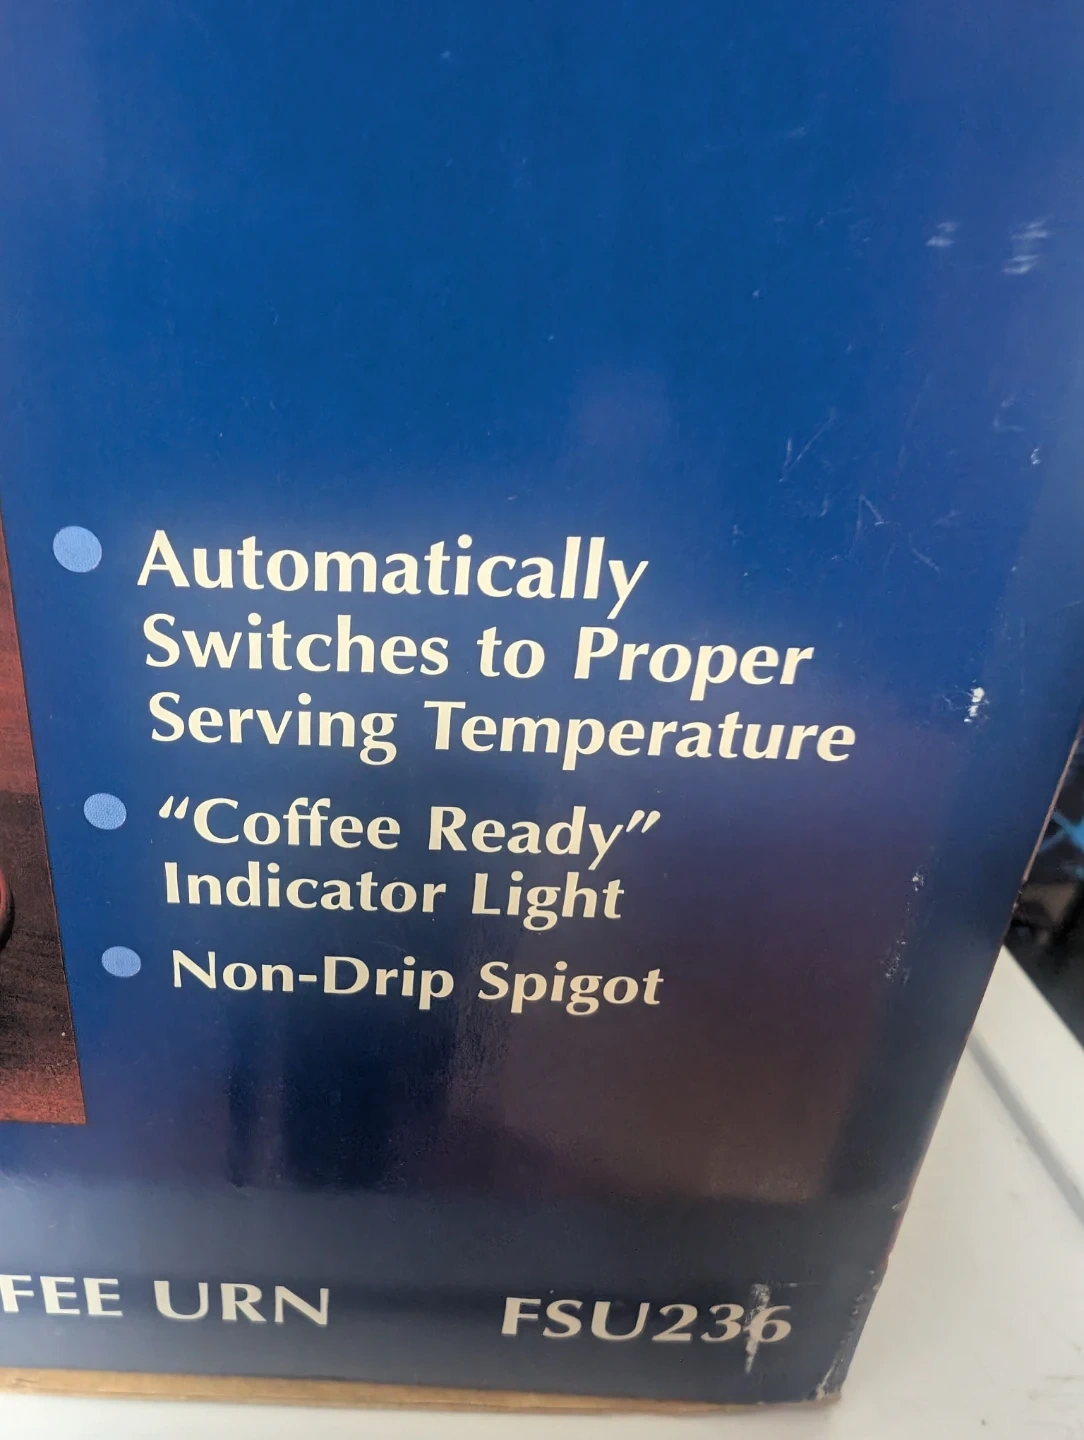 Automatically
Switches to Proper
Serving Temperature
“Coffee Ready”
Indicator Light
Non-Drip Spigot
FEE URN
FSU236